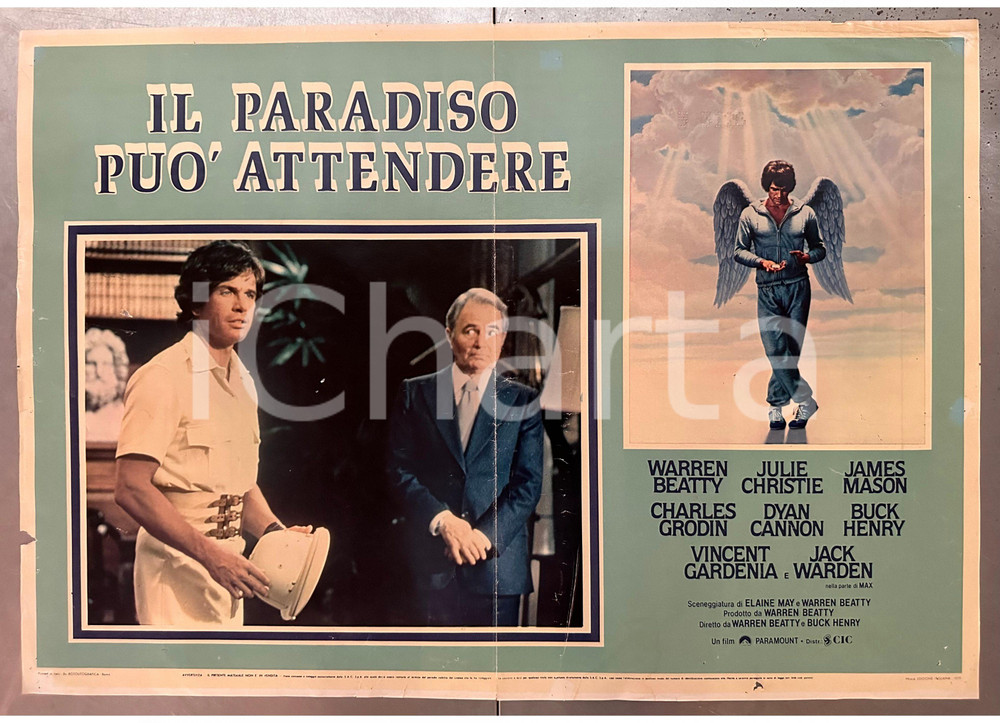 IL PARADISO
PUO' ATTENDERE
iCharta
WARREN BEATTY
JULIE CHRISTIE
JAMES MASON
CHARLES GRODIN
DYAN CANNON
BUCK HENRY
VINCENT GARDENIA E
JACK WARDEN
nella parte di MAX
Sceneggiatura di ELAINE MAY e WARREN BEATTY
Prodotto da WARREN BEATTY
Diretto da WARREN BEATTY e BUCK HENRY
Un film PARAMOUNT • Distr. CIC